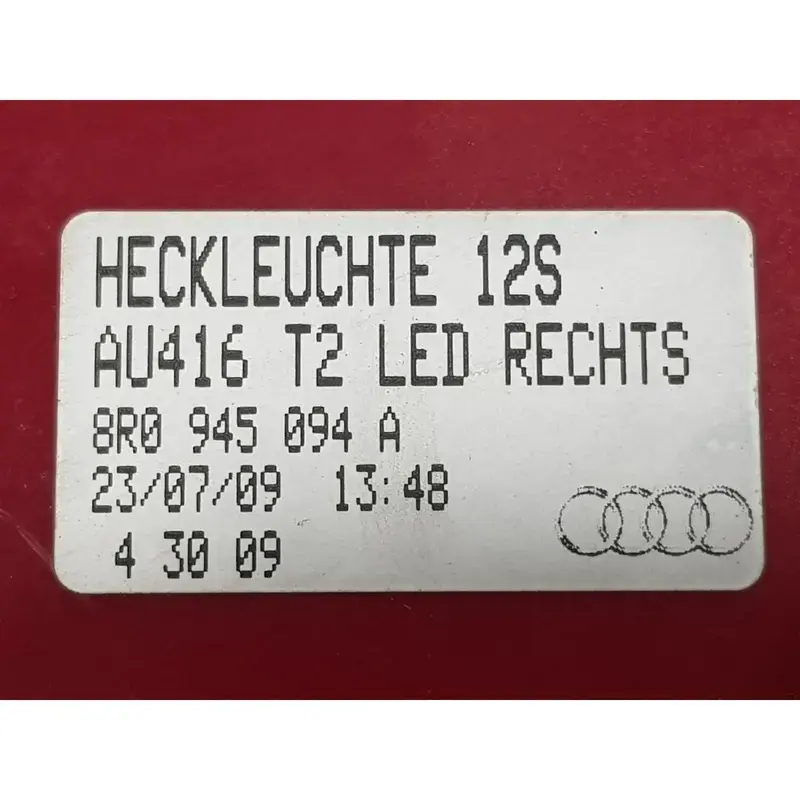 HECKLEUCHTE 12S
AU416 T2 LED RECHTS
8R0 945 094 A
23/07/09 13:48
4 30 09